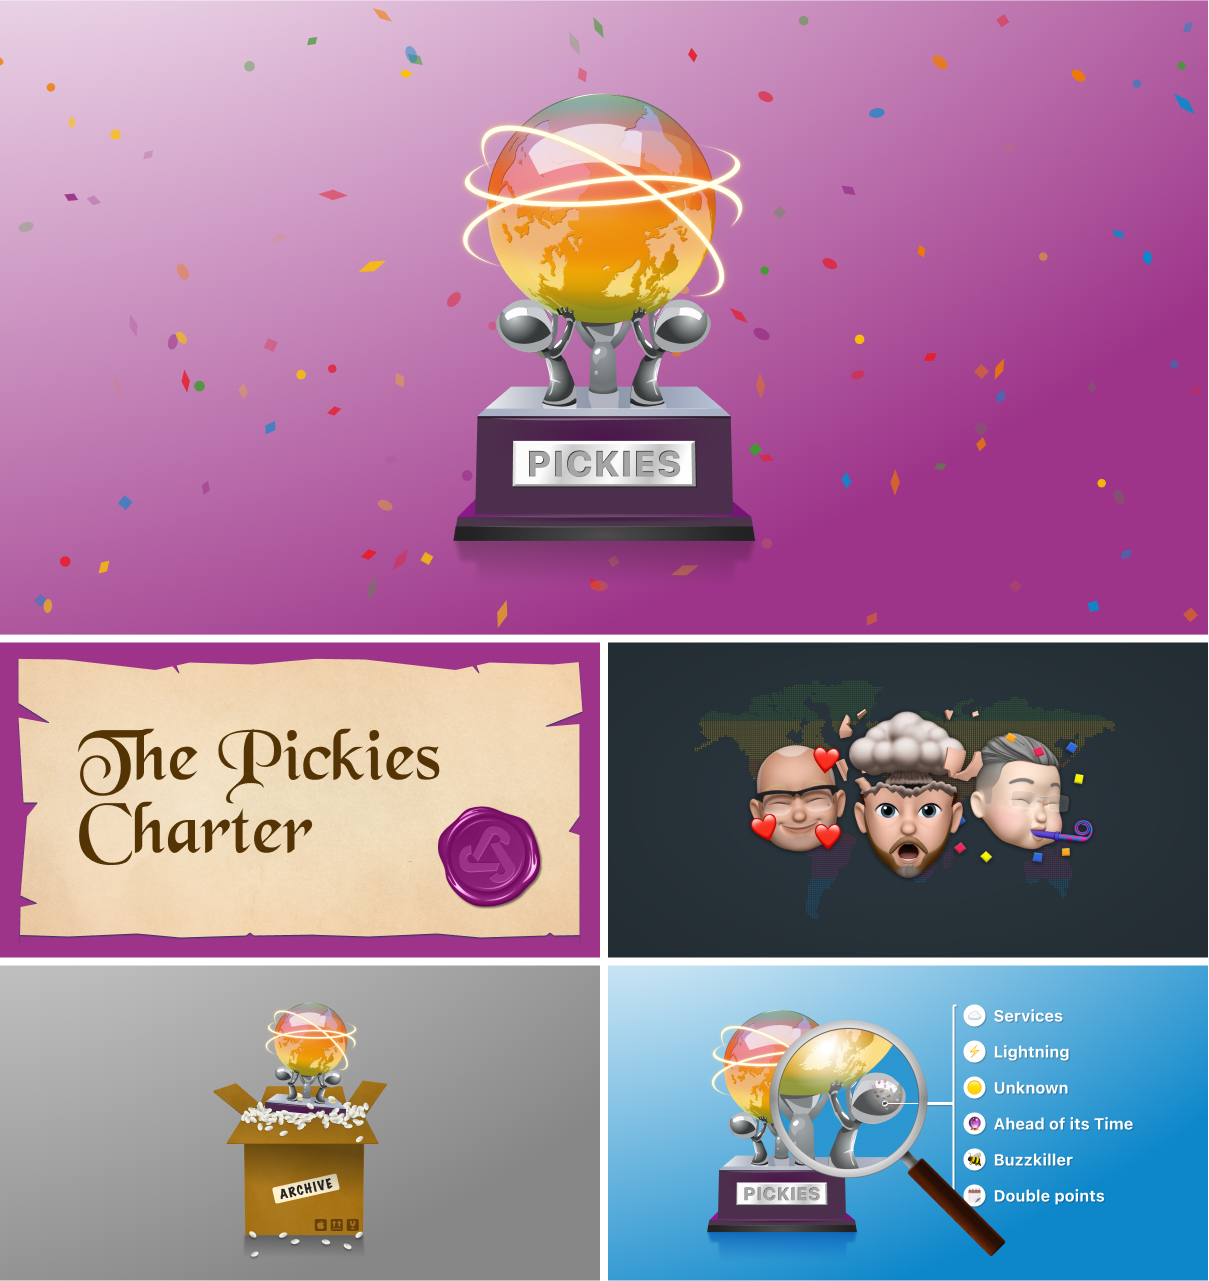 PICKIES
The Pickies
Charter
ARCHIVE
PICKIES
Services
Lightning
Unknown
Ahead of its Time
Buzzkiller
Double points